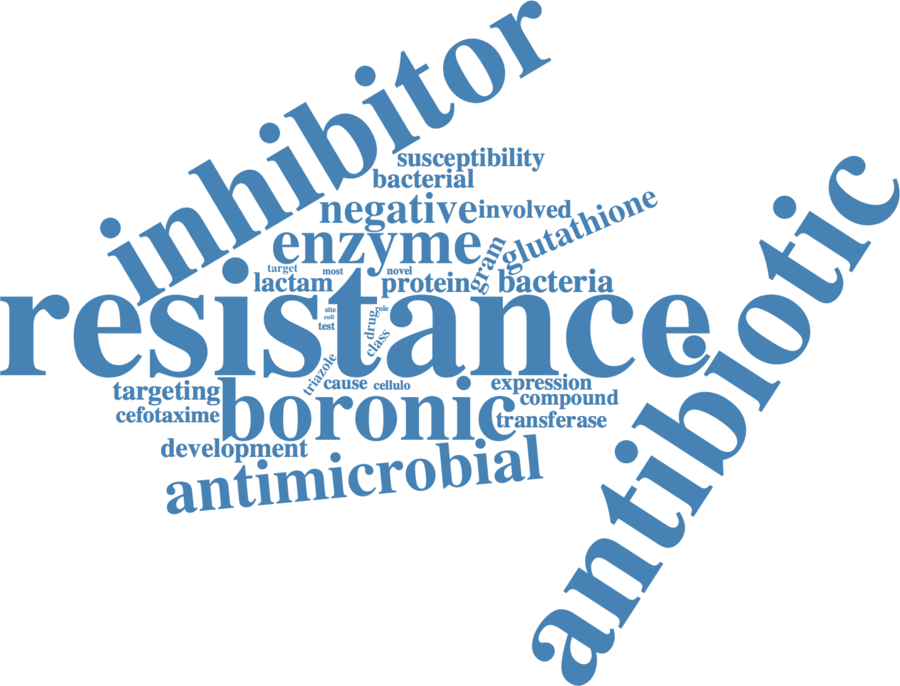 inhibitor
susceptibility
bacterial
negative
involved
glutathione
enzyme
gram
target
most
novel
lactam
protein
bacteria
resistance
site
coli
test
drug
role
class
triazole
antibiotic
targeting
cause
cellulo
expression
cefotaxime
boronic
compound
transferase
development
antimicrobial